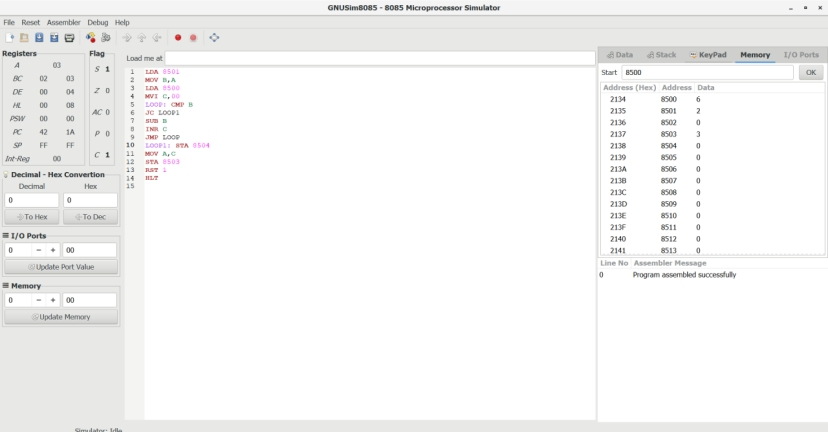 GNUSim8085 - 8085 Microprocessor Simulator
File Reset Assembler Debug Help
Registers
A 03
BC 02 03
DE 00 04
HL 00 08
PSW 00 00
PC 42 1A
SP FF FF
Int-Reg 00
Flag
S 1
Z 0
AC 0
P 0
C 1
Decimal - Hex Convertion
Decimal Hex
0 0
To Hex To Dec
I/O Ports
0 - + 00
Update Port Value
Memory
0 - + 00
Update Memory
Simulator: Idle
Load me at
1 LDA 8501
2 MOV B,A
3 LDA 8500
4 MVI C,00
5 LOOP: CMP B
6 JC LOOP1
7 SUB B
8 INR C
9 JMP LOOP
10 LOOP1: STA 8504
11 MOV A,C
12 STA 8503
13 RST 1
14 HLT
15
Data Stack KeyPad Memory I/O Ports
Start 8500 OK
Address (Hex) Address Data
2134 8500 6
2135 8501 2
2136 8502 0
2137 8503 3
2138 8504 0
2139 8505 0
213A 8506 0
213B 8507 0
213C 8508 0
213D 8509 0
213E 8510 0
213F 8511 0
2140 8512 0
2141 8513 0
Line No Assembler Message
0 Program assembled successfully